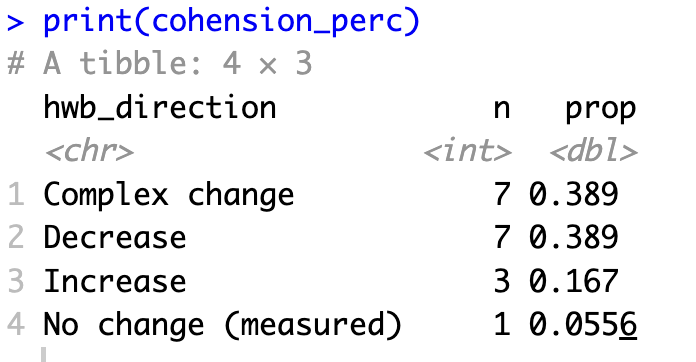 > print(cohension_perc)
# A tibble: 4 × 3
  hwb_direction             n   prop
  <chr>                 <int>  <dbl>
1 Complex change            7 0.389
2 Decrease                  7 0.389
3 Increase                  3 0.167
4 No change (measured)      1 0.0556